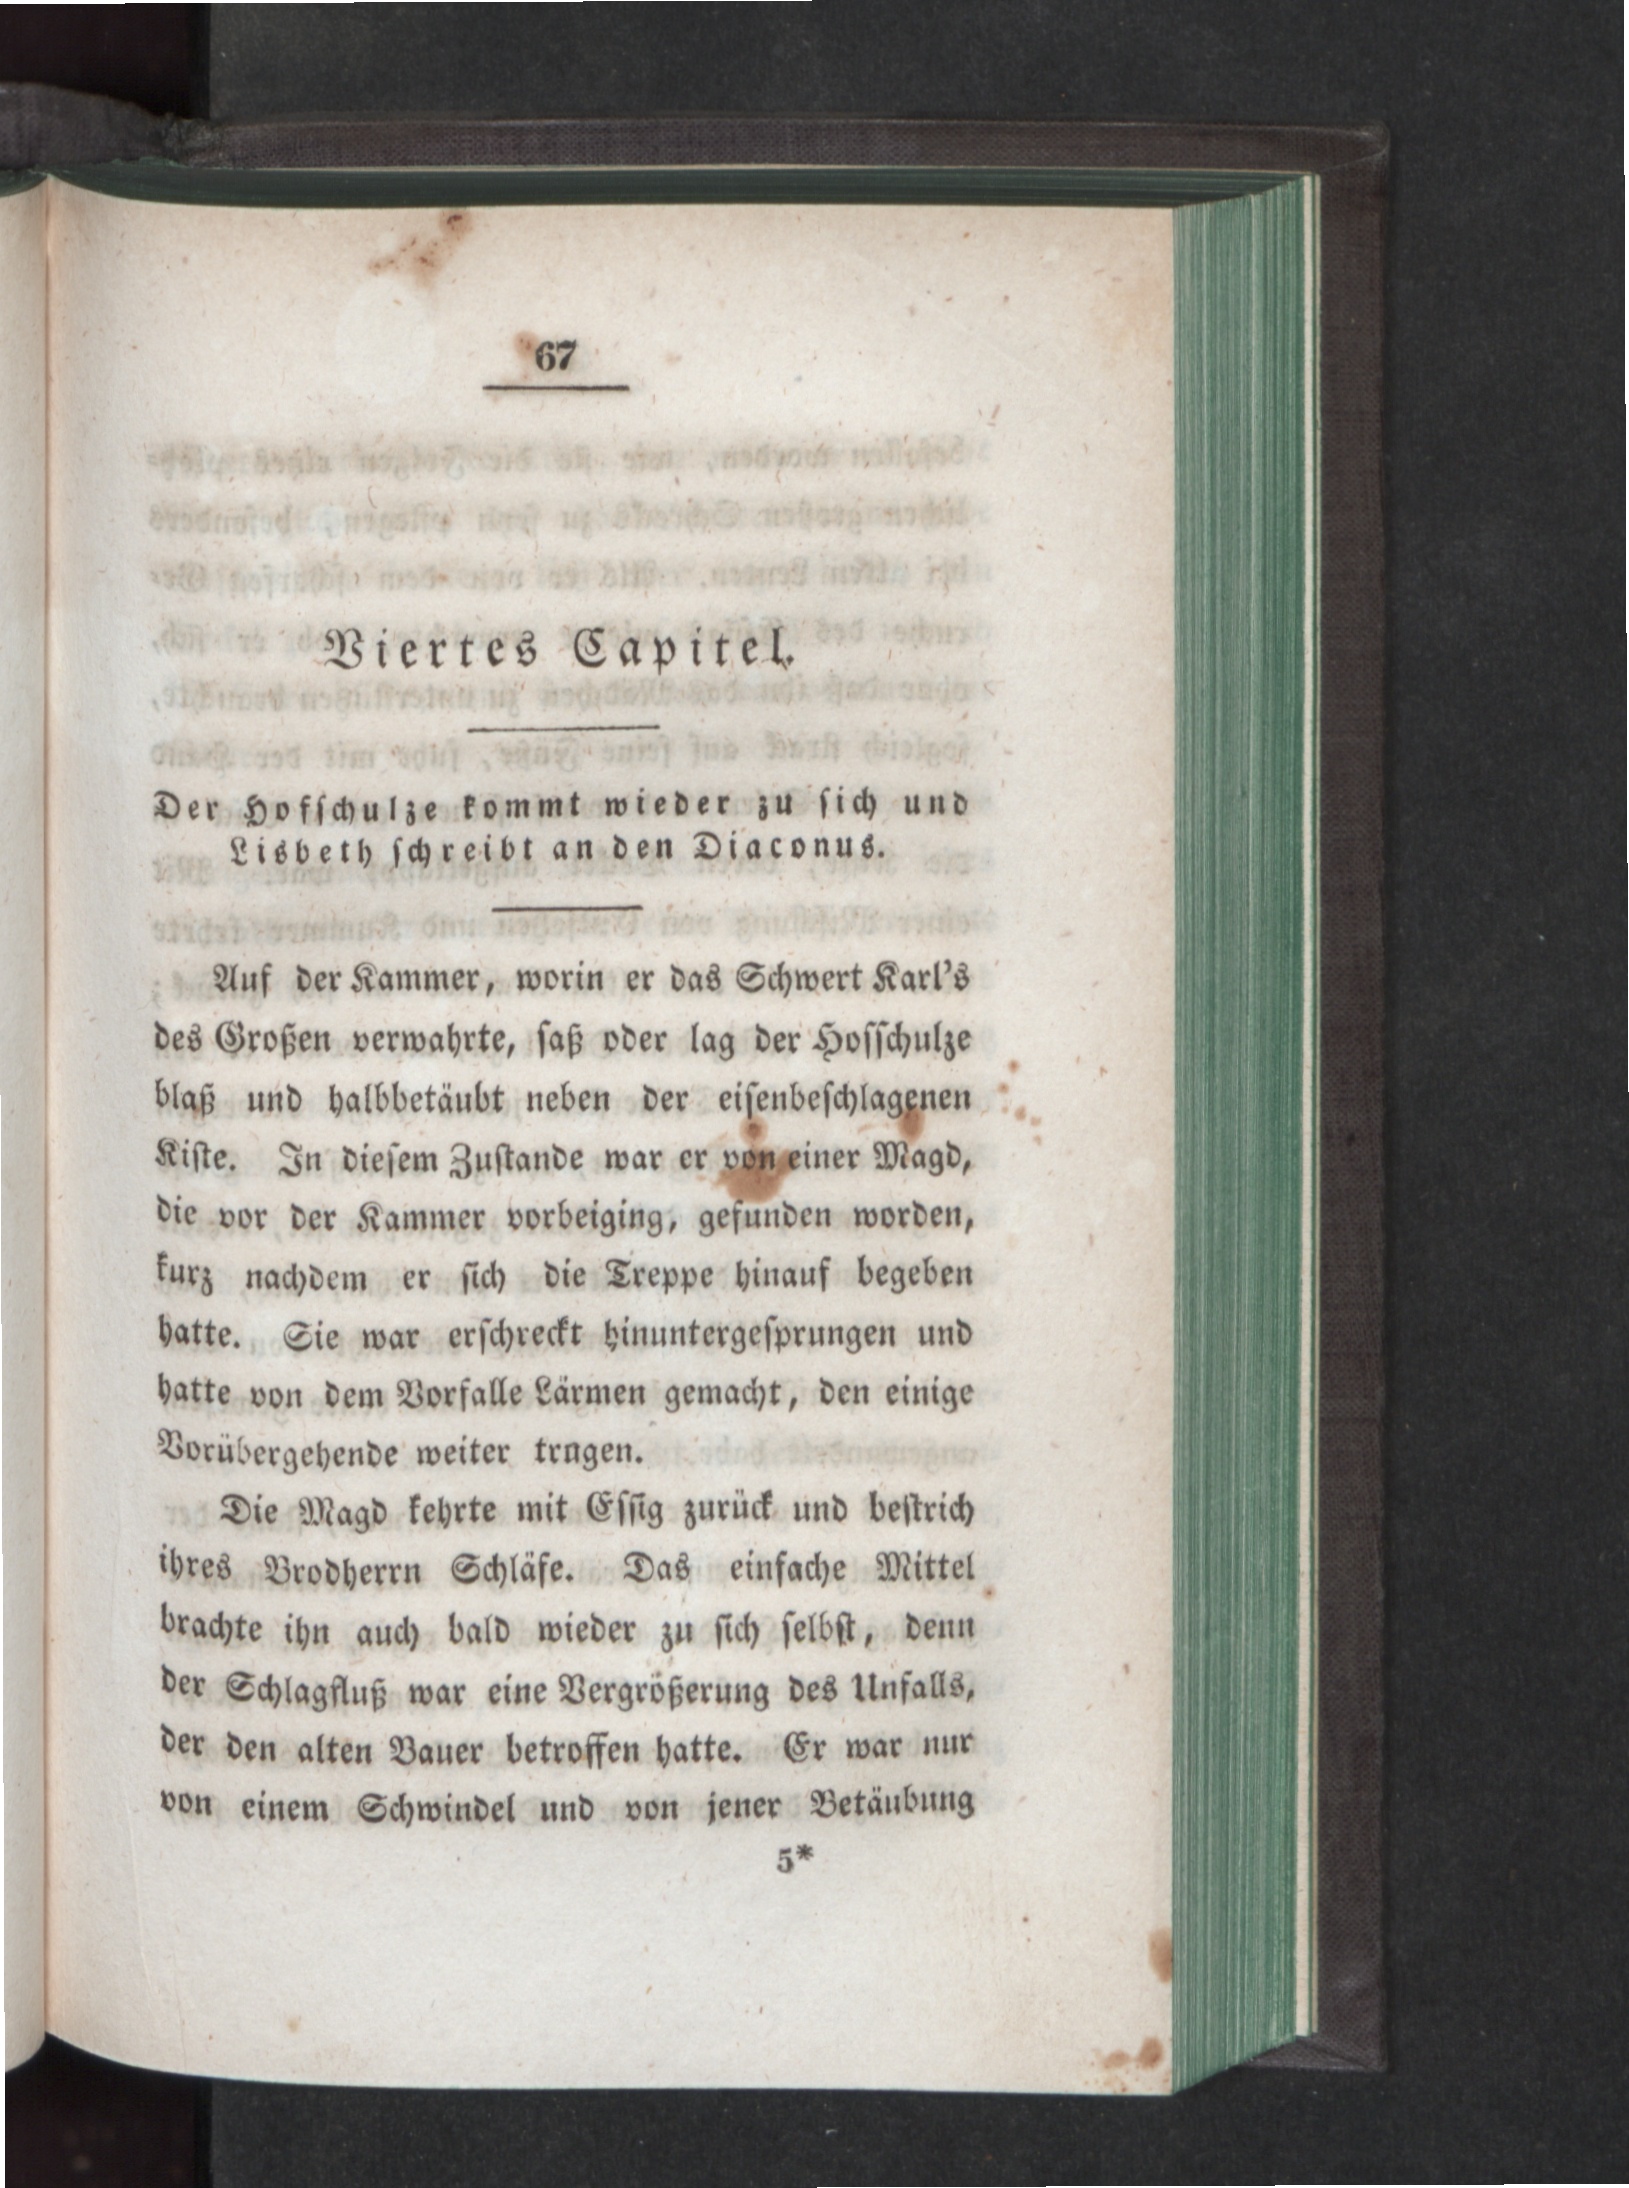 67
Viertes Capitel.
Der Hofschulze kommt wieder zu sich und
Lisbeth schreibt an den Diaconus.
Auf der Kammer, worin er das Schwert Karl's
des Großen verwahrte, saß oder lag der Hofschulze
blaß und halbbetäubt neben der eisenbeschlagenen
Kiste. In diesem Zustande war er von einer Magd,
die vor der Kammer vorbeiging, gefunden worden,
kurz nachdem er sich die Treppe hinauf begeben
hatte. Sie war erschreckt hinuntergesprungen und
hatte von dem Vorfalle Lärmen gemacht, den einige
Vorübergehende weiter trugen.
Die Magd kehrte mit Essig zurück und bestrich
ihres Brodherrn Schläfe. Das einfache Mittel
brachte ihn auch bald wieder zu sich selbst, denn
der Schlagfluß war eine Vergrößerung des Unfalls,
der den alten Bauer betroffen hatte. Er war nur
von einem Schwindel und von jener Betäubung
5*